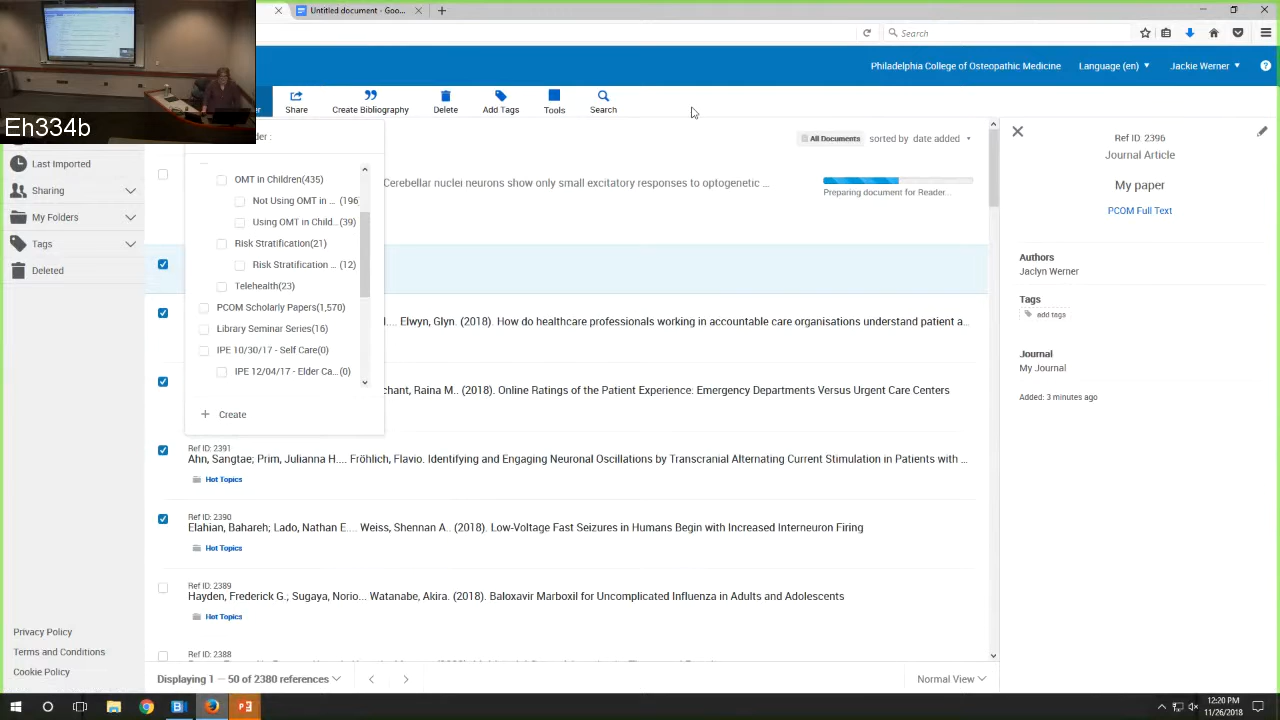 Untitled document - Goo...
Search
Philadelphia College of Osteopathic Medicine
Language (en)
Jackie Werner
Share
Create Bibliography
Delete
Add Tags
Tools
Search
Eh334b
der :
Last Imported
Sharing
My Folders
Tags
Deleted
OMT in Children(435)
Not Using OMT in ... (196)
Using OMT in Child... (39)
Risk Stratification(21)
Risk Stratification ... (12)
Telehealth(23)
PCOM Scholarly Papers(1,570)
Library Seminar Series(16)
IPE 10/30/17 - Self Care(0)
IPE 12/04/17 - Elder Ca...(0)
Create
All Documents
sorted by date added
Cerebellar nuclei neurons show only small excitatory responses to optogenetic ...
Preparing document for Reader...
l.... Elwyn, Glyn. (2018). How do healthcare professionals working in accountable care organisations understand patient a...
chant, Raina M.. (2018). Online Ratings of the Patient Experience: Emergency Departments Versus Urgent Care Centers
Ref ID: 2391
Ahn, Sangtae; Prim, Julianna H.... Fröhlich, Flavio. Identifying and Engaging Neuronal Oscillations by Transcranial Alternating Current Stimulation in Patients with ...
Hot Topics
Ref ID: 2390
Elahian, Bahareh; Lado, Nathan E.... Weiss, Shennan A.. (2018). Low-Voltage Fast Seizures in Humans Begin with Increased Interneuron Firing
Hot Topics
Ref ID: 2389
Hayden, Frederick G., Sugaya, Norio... Watanabe, Akira. (2018). Baloxavir Marboxil for Uncomplicated Influenza in Adults and Adolescents
Hot Topics
Ref ID: 2388
Displaying 1 — 50 of 2380 references
Normal View
Ref ID: 2396
Journal Article
My paper
PCOM Full Text
Authors
Jaclyn Werner
Tags
add tags
Journal
My Journal
Added: 3 minutes ago
Privacy Policy
Terms and Conditions
Cookie Policy
12:20 PM
11/26/2018